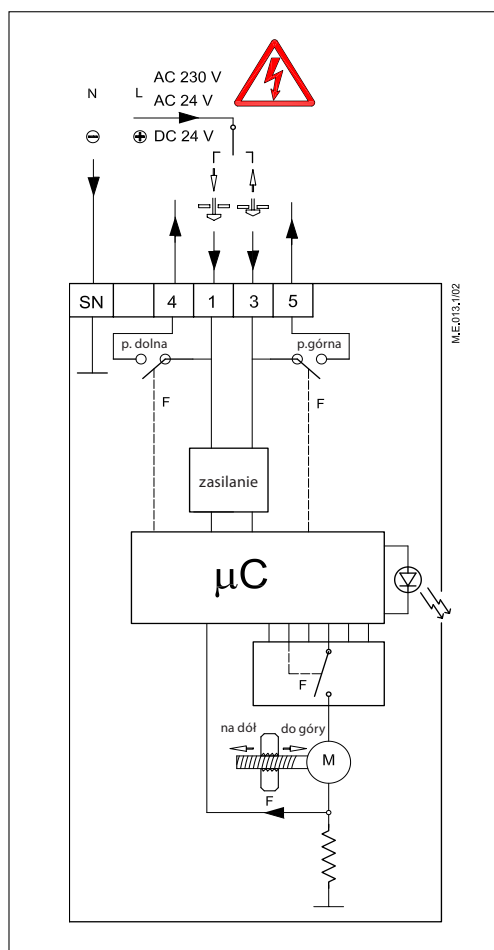 AC 230 V
N L AC 24 V
⊖ ⊕ DC 24 V
M.E.013.1/02
SN 4 1 3 5
p. dolna p.górna
F F
zasilanie
µC
F
na dół do góry
M
F